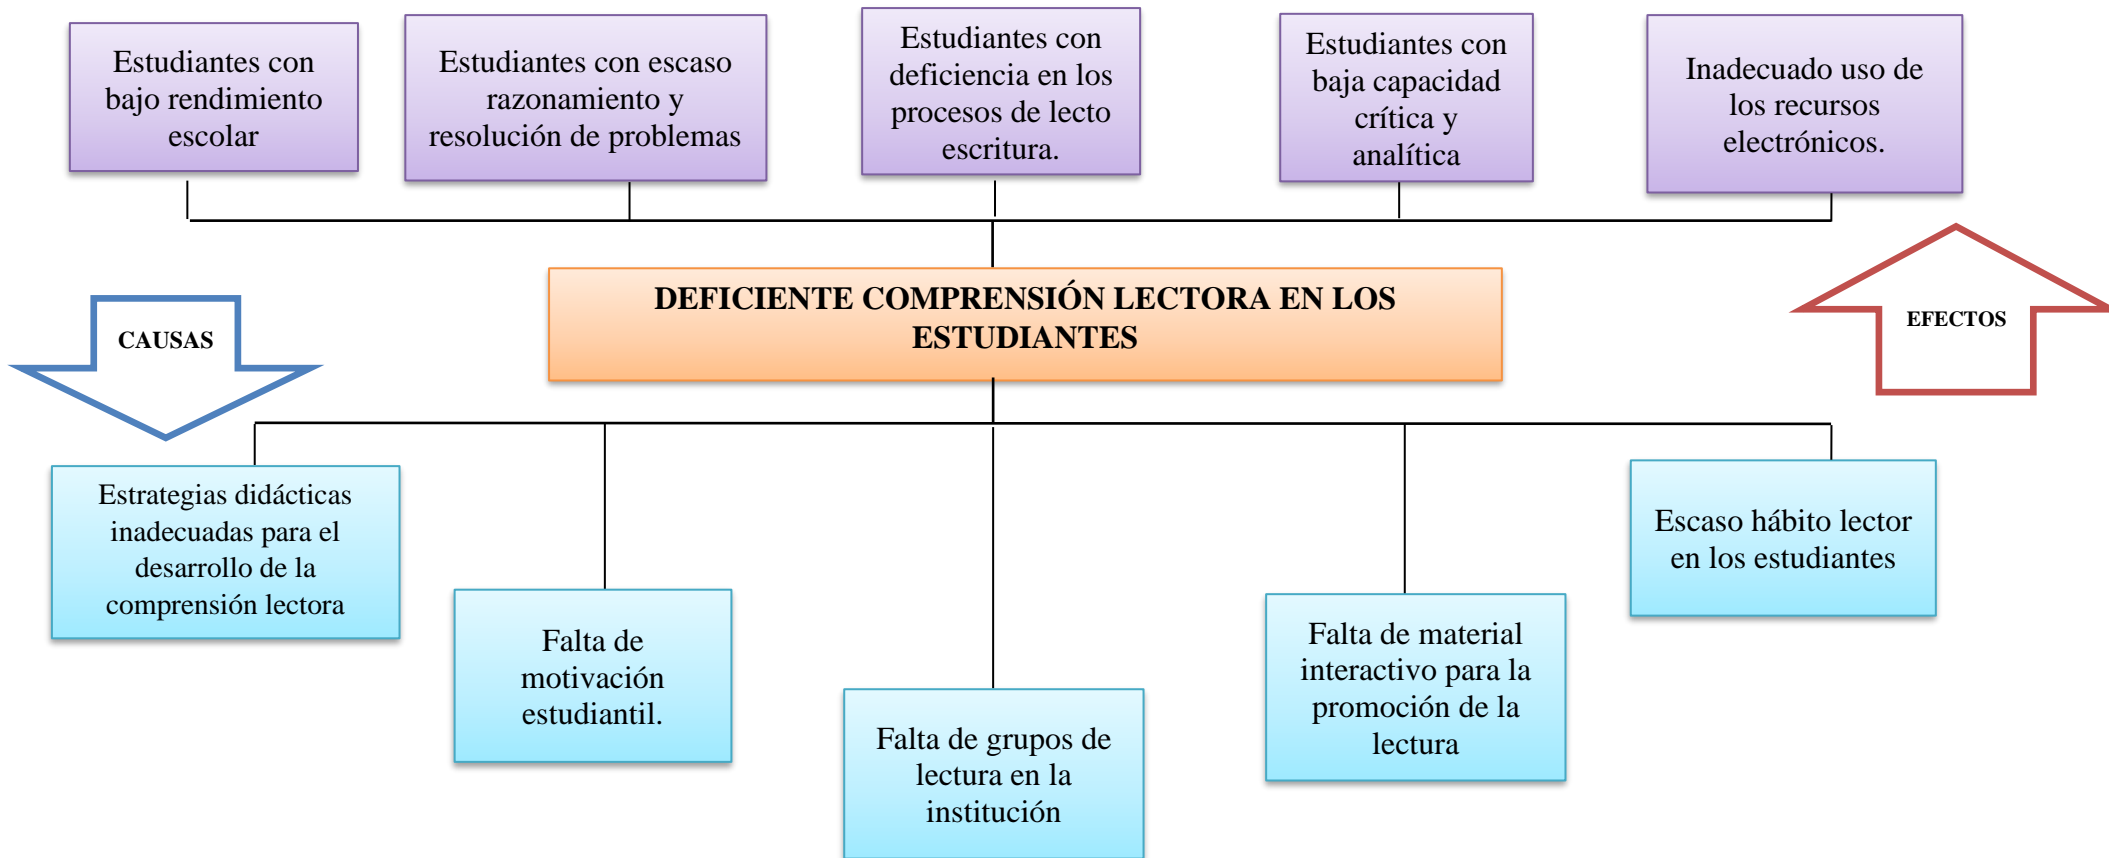 Estudiantes con
bajo rendimiento
escolar
Estudiantes con escaso
razonamiento y
resolución de problemas
Estudiantes con
deficiencia en los
procesos de lecto
escritura.
Estudiantes con
baja capacidad
crítica y
analítica
Inadecuado uso de
los recursos
electrónicos.
DEFICIENTE COMPRENSIÓN LECTORA EN LOS
ESTUDIANTES
CAUSAS
EFECTOS
Estrategias didácticas
inadecuadas para el
desarrollo de la
comprensión lectora
Falta de
motivación
estudiantil.
Falta de grupos de
lectura en la
institución
Falta de material
interactivo para la
promoción de la
lectura
Escaso hábito lector
en los estudiantes